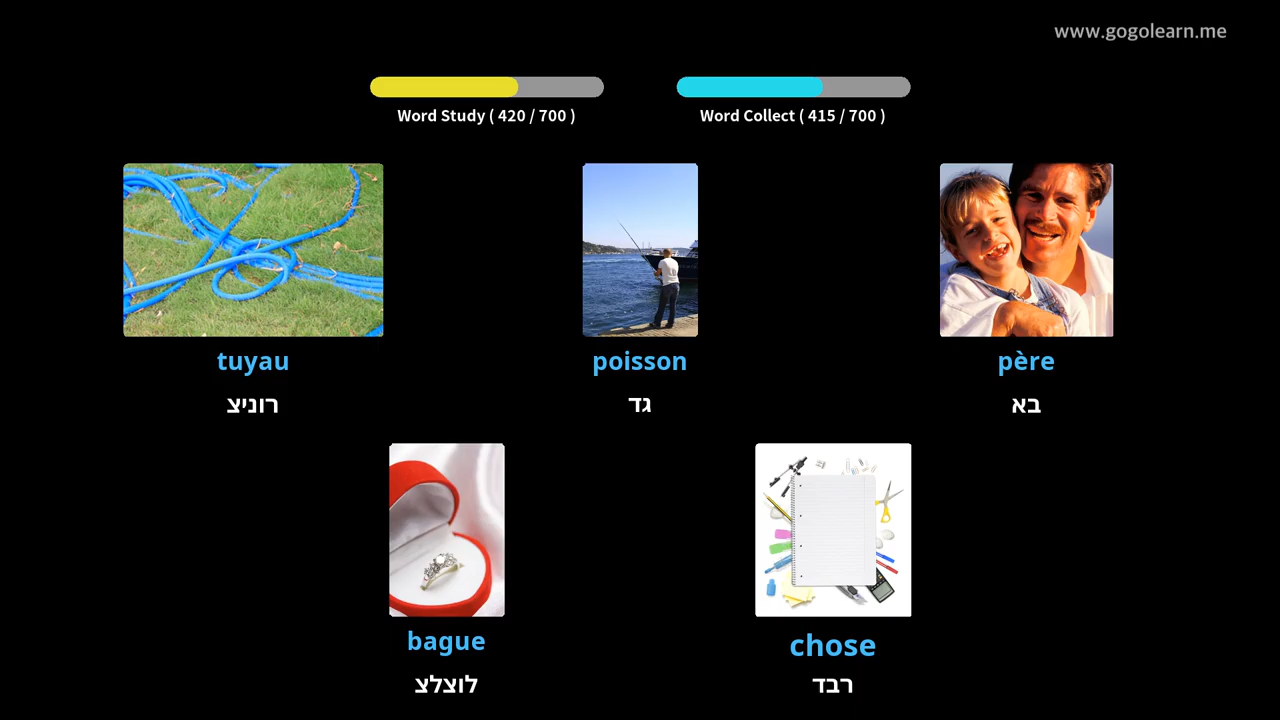 www.gogolearn.me
Word Study ( 420 / 700 )
Word Collect ( 415 / 700 )
tuyau
רוניצ
poisson
גד
père
בא
bague
לוצלצ
chose
רבד